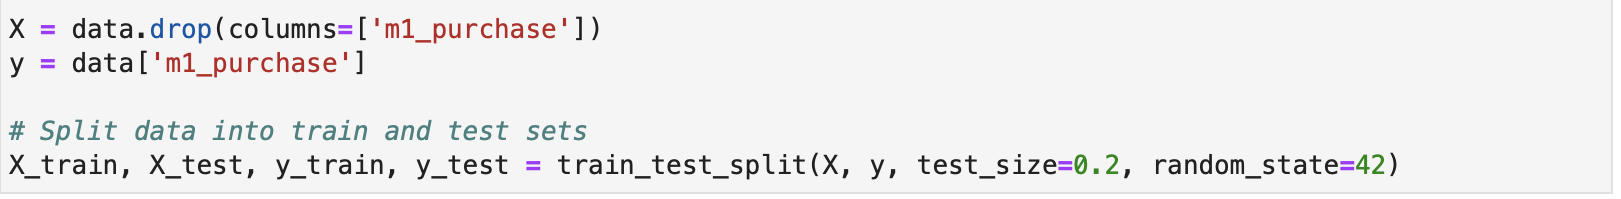 X = data.drop(columns=['m1_purchase'])
y = data['m1_purchase']
# Split data into train and test sets
X_train, X_test, y_train, y_test = train_test_split(X, y, test_size=0.2, random_state=42)